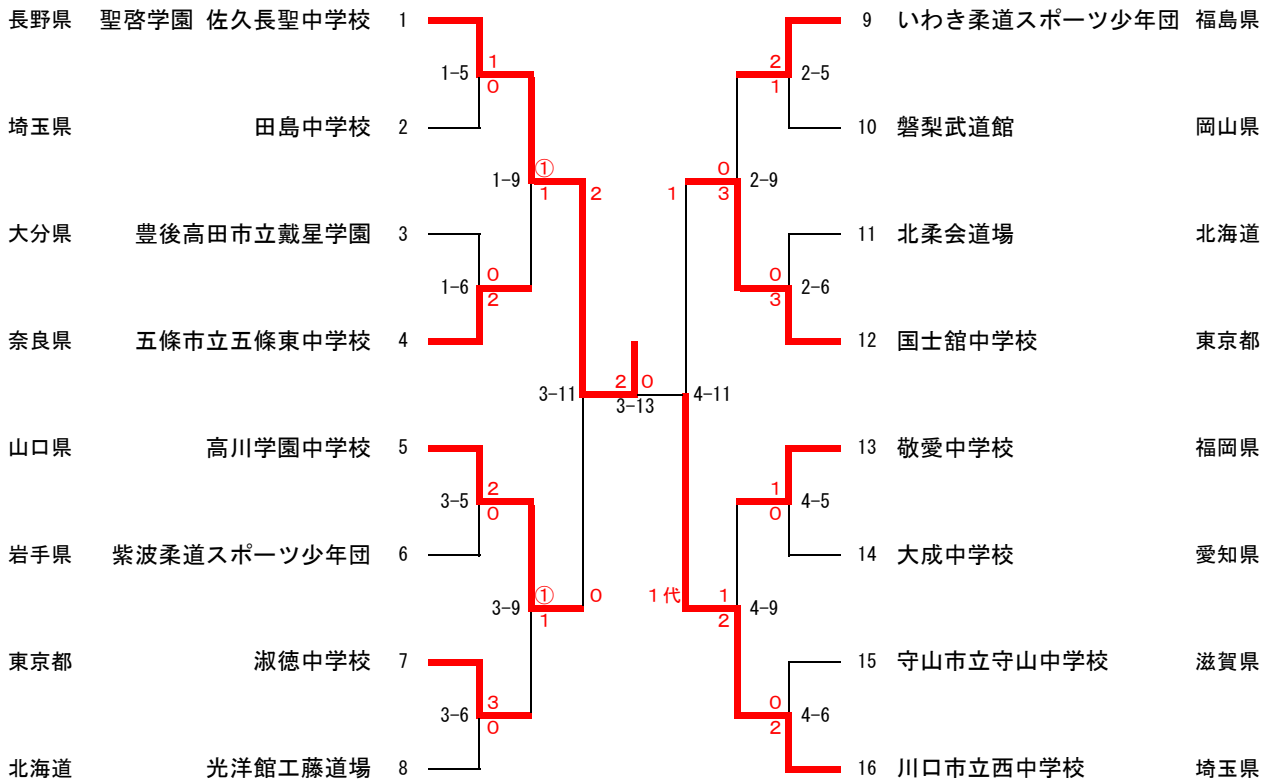 長野県 聖啓学園 佐久長聖中学校 1
9 いわき柔道スポーツ少年団 福島県
1
1-5
0
2
2-5
1
埼玉県 田島中学校 2
10 磐梨武道館 岡山県
①
1-9
1
2
1
0
2-9
3
大分県 豊後高田市立戴星学園 3
11 北柔会道場 北海道
0
1-6
2
0
2-6
3
奈良県 五條市立五條東中学校 4
12 国士舘中学校 東京都
3-11
2 0
3-13
4-11
山口県 高川学園中学校 5
13 敬愛中学校 福岡県
2
3-5
0
1
4-5
0
岩手県 紫波柔道スポーツ少年団 6
14 大成中学校 愛知県
①
3-9
1
0
1代
1
4-9
2
東京都 淑徳中学校 7
15 守山市立守山中学校 滋賀県
3
3-6
0
0
4-6
2
北海道 光洋館工藤道場 8
16 川口市立西中学校 埼玉県